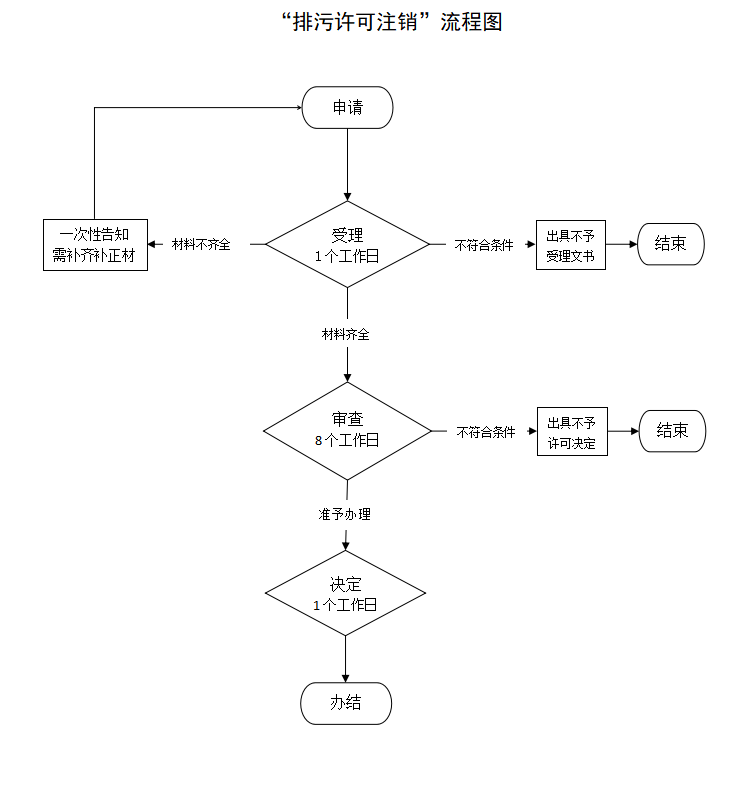 “排污许可注销”流程图
申请
受理
1个工作日
材料不齐全
一次性告知
需补齐补正材
不符合条件
出具不予
受理文书
结束
材料齐全
审查
8个工作日
不符合条件
出具不予
许可决定
结束
准予办理
决定
1个工作日
办结